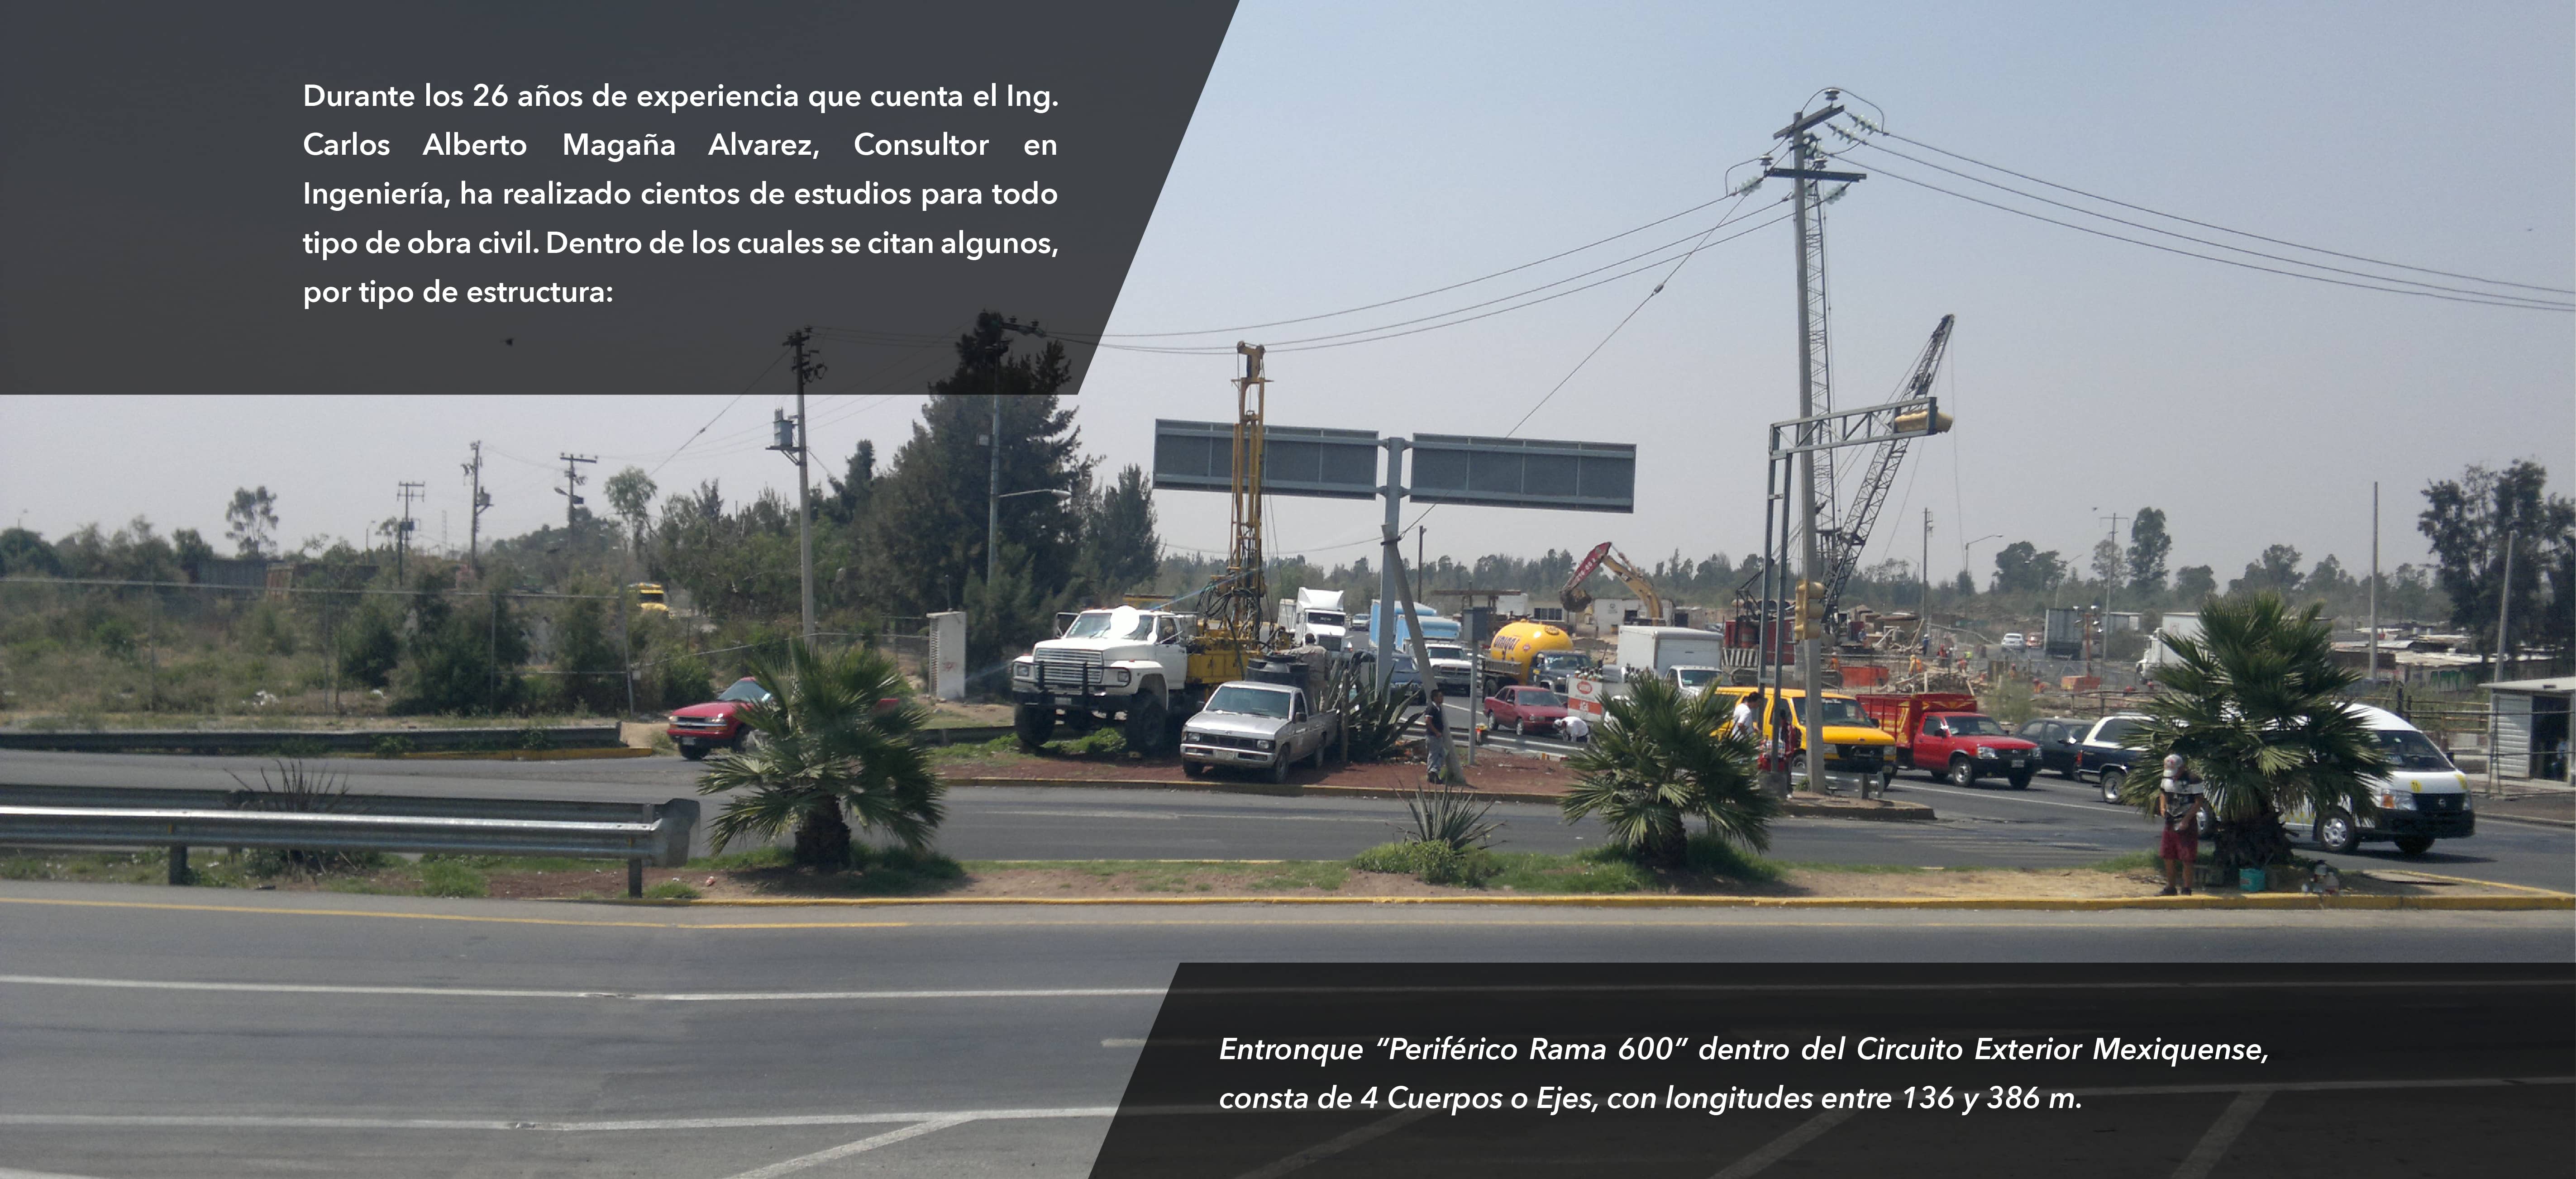 Durante los 26 años de experiencia que cuenta el Ing.
Carlos Alberto Magaña Alvarez, Consultor en
Ingeniería, ha realizado cientos de estudios para todo
tipo de obra civil. Dentro de los cuales se citan algunos,
por tipo de estructura:
Entronque “Periférico Rama 600” dentro del Circuito Exterior Mexiquense,
consta de 4 Cuerpos o Ejes, con longitudes entre 136 y 386 m.